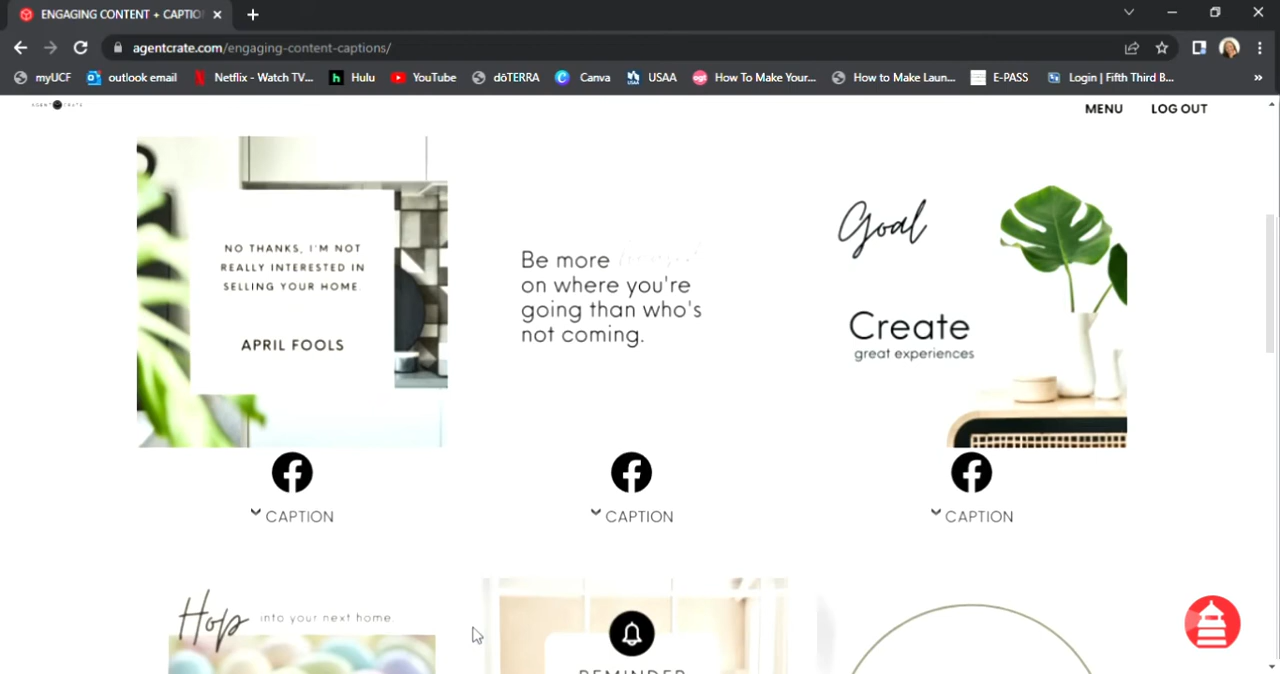 ENGAGING CONTENT + CAPTIO
agentcrate.com/engaging-content-captions/
myUCF
outlook email
Netflix - Watch TV...
Hulu
YouTube
dōTERRA
Canva
USAA
How To Make Your...
How to Make Laun...
E-PASS
Login | Fifth Third B...
AGENT CRATE
MENU
LOG OUT
NO THANKS, I'M NOT
REALLY INTERESTED IN
SELLING YOUR HOME.
APRIL FOOLS
Be more
on where you're
going than who's
not coming.
Goal
Create
great experiences
CAPTION
CAPTION
CAPTION
Hop into your next home.
REMINDER